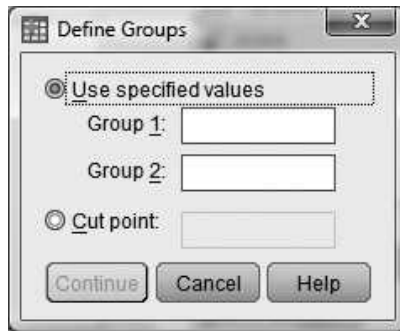 Define Groups
X
Use specified values
Group 1:
Group 2:
Cut point:
Continue Cancel Help